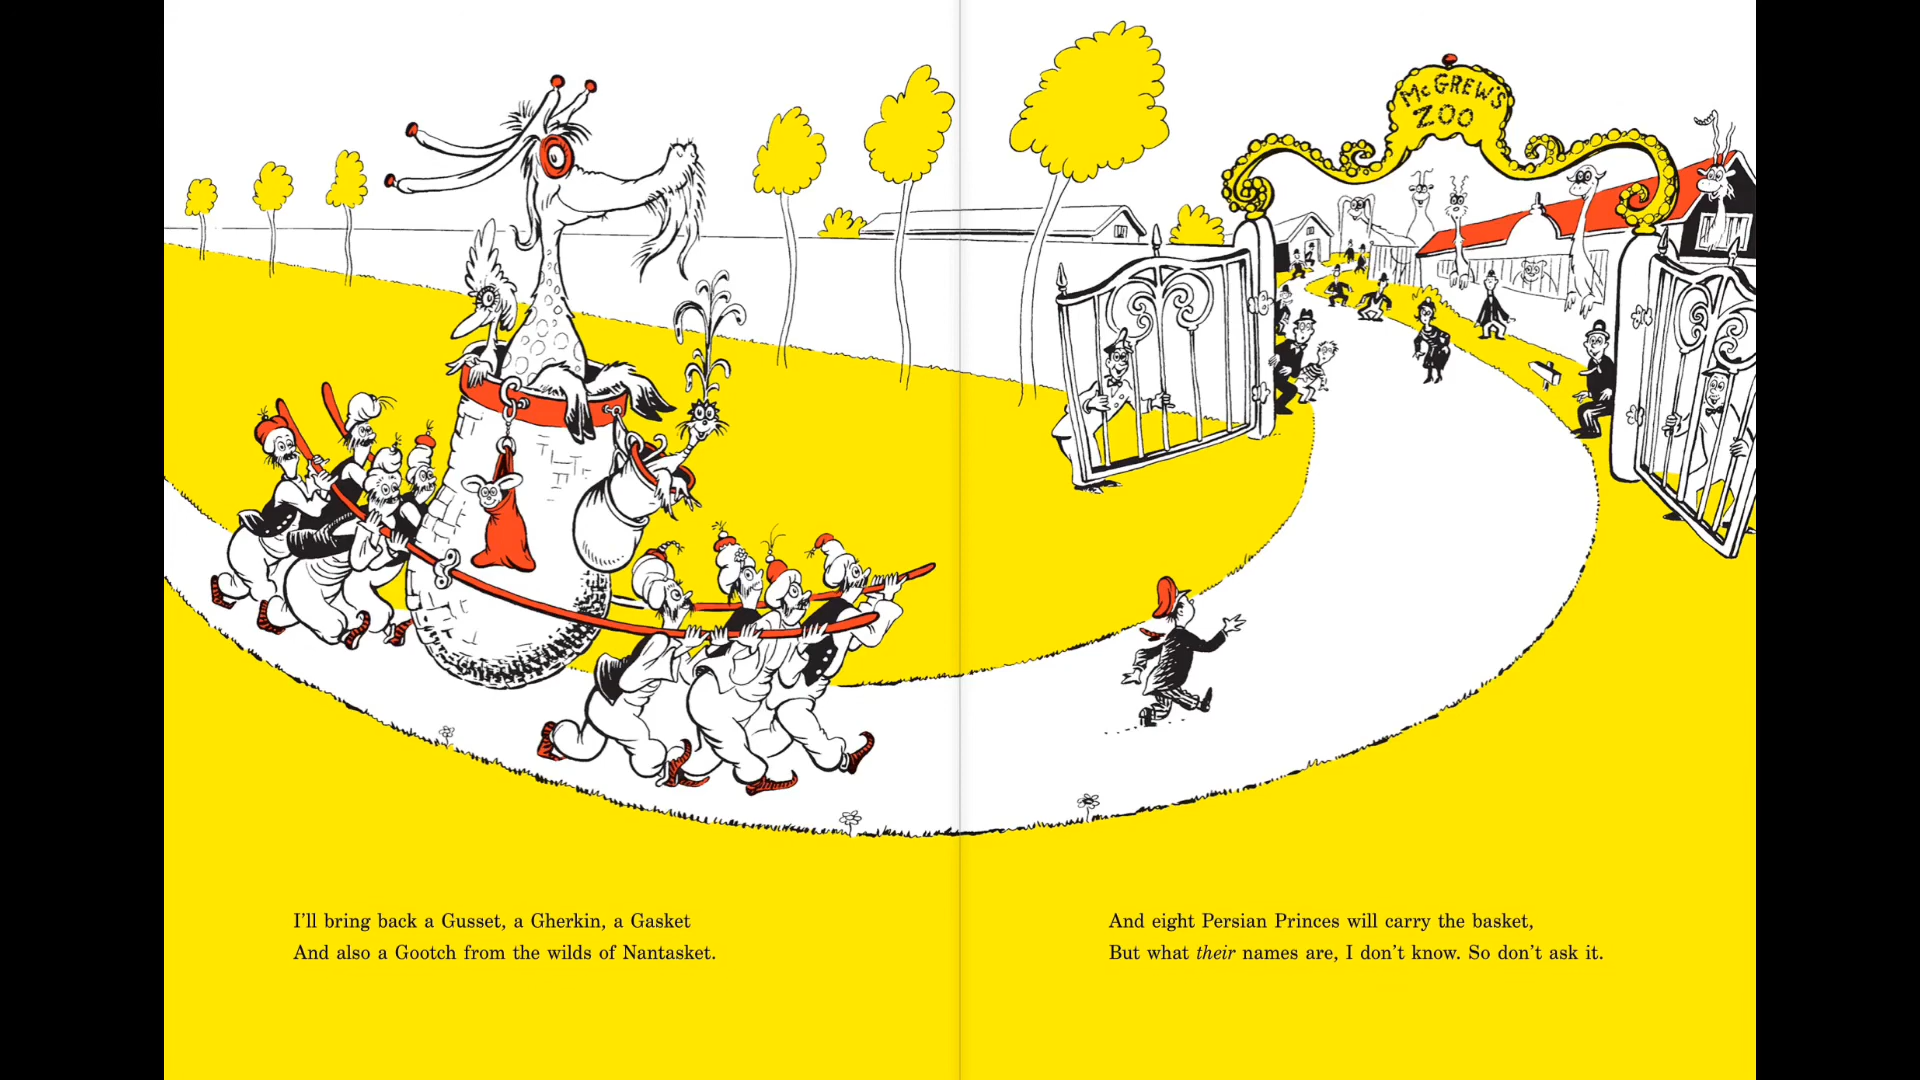 McGREW'S
ZOO
I'll bring back a Gusset, a Gherkin, a Gasket
And also a Gootch from the wilds of Nantasket.
And eight Persian Princes will carry the basket,
But what their names are, I don't know. So don't ask it.